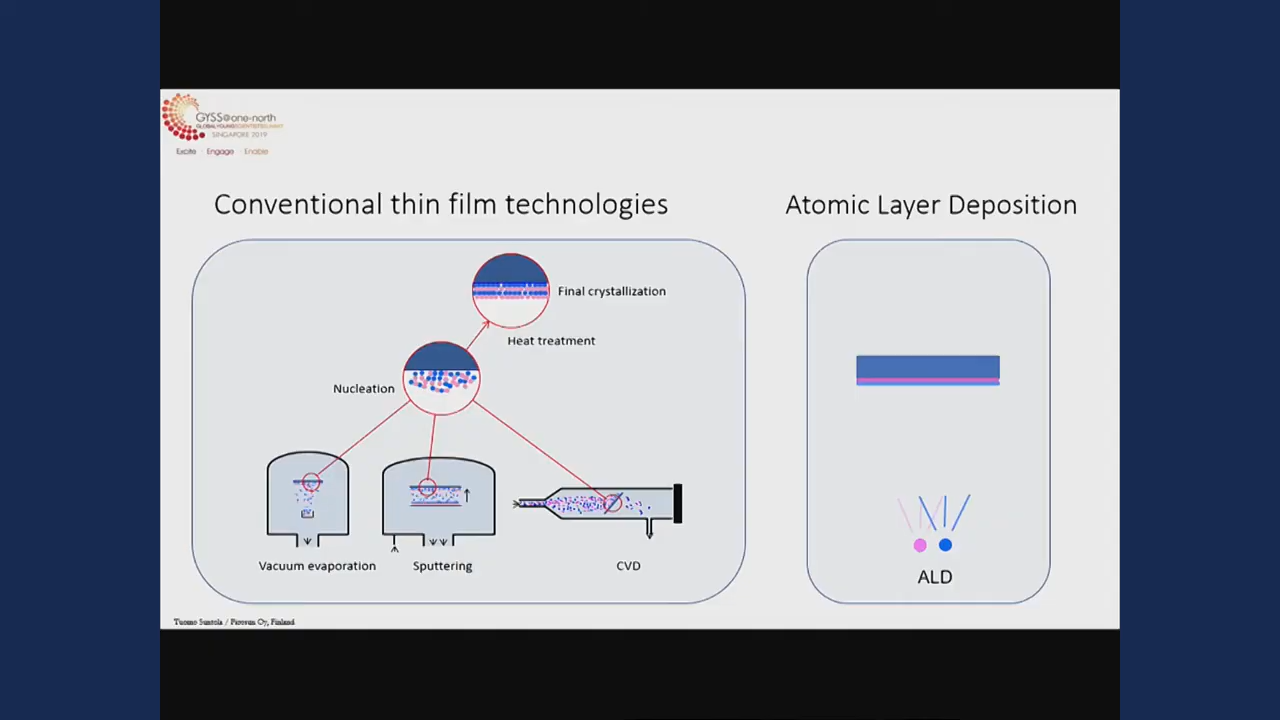 GYSS@one-north
GLOBAL YOUNG SCIENTISTS SUMMIT
SINGAPORE 2019
Excite Engage Enable
Conventional thin film technologies
Atomic Layer Deposition
Final crystallization
Heat treatment
Nucleation
Vacuum evaporation
Sputtering
CVD
ALD
Tuomo Suntola / Picosun Oy, Finland